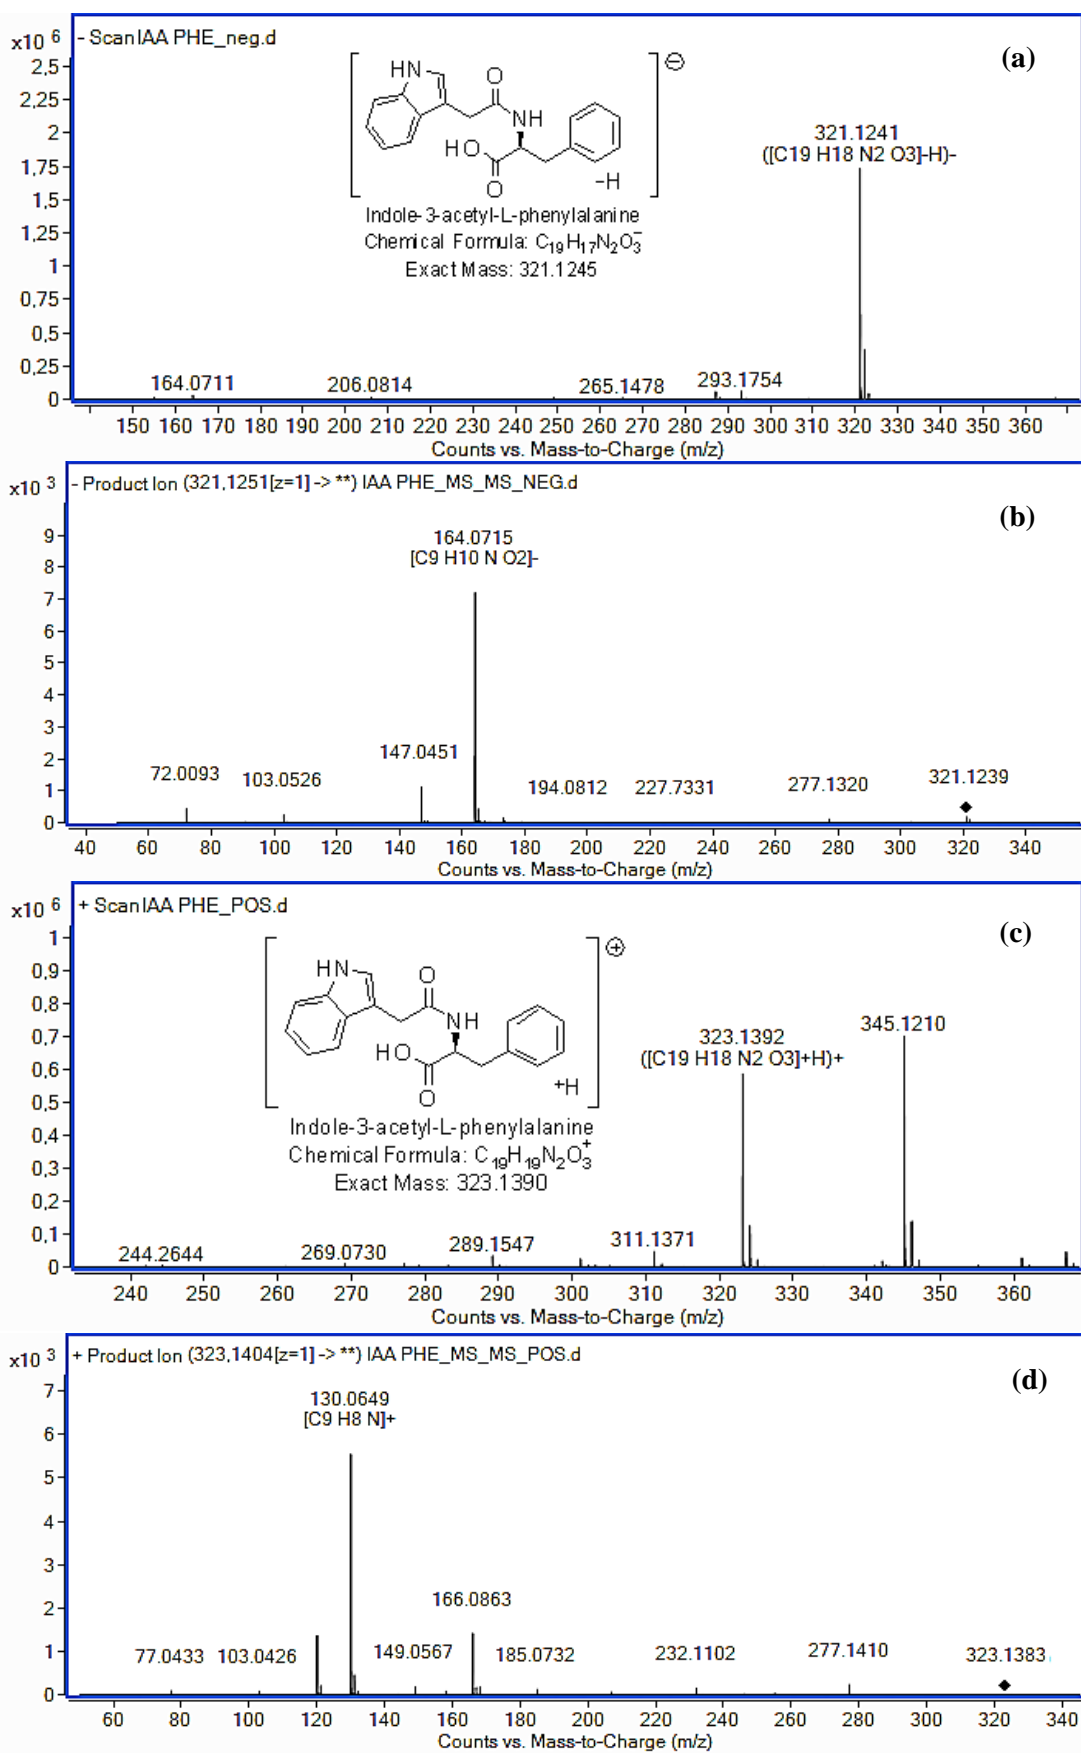 x10 6
- Scan IAA PHE_neg.d
(a)
2,5
2,25
2
1,75
1,5
1,25
1
0,75
0,5
0,25
0
HN
O
NH
HO
O
–H
⊖
Indole-3-acetyl-L-phenylalanine
Chemical Formula: C19H17N2O3−
Exact Mass: 321.1245
321.1241
([C19 H18 N2 O3]-H)-
164.0711
206.0814
265.1478
293.1754
150 160 170 180 190 200 210 220 230 240 250 260 270 280 290 300 310 320 330 340 350 360
Counts vs. Mass-to-Charge (m/z)
x10 3
- Product Ion (321,1251[z=1] -> **) IAA PHE_MS_MS_NEG.d
(b)
9
8
7
6
5
4
3
2
1
0
164.0715
[C9 H10 N O2]-
147.0451
72.0093
103.0526
194.0812
227.7331
277.1320
321.1239
40 60 80 100 120 140 160 180 200 220 240 260 280 300 320 340
Counts vs. Mass-to-Charge (m/z)
x10 6
+ Scan IAA PHE_POS.d
(c)
1
0,9
0,8
0,7
0,6
0,5
0,4
0,3
0,2
0,1
0
HN
O
NH
HO
O
+H
⊕
Indole-3-acetyl-L-phenylalanine
Chemical Formula: C19H19N2O3+
Exact Mass: 323.1390
323.1392
([C19 H18 N2 O3]+H)+
345.1210
244.2644
269.0730
289.1547
311.1371
240 250 260 270 280 290 300 310 320 330 340 350 360
Counts vs. Mass-to-Charge (m/z)
x10 3
+ Product Ion (323,1404[z=1] -> **) IAA PHE_MS_MS_POS.d
(d)
7
6
5
4
3
2
1
0
130.0649
[C9 H8 N]+
166.0863
77.0433
103.0426
149.0567
185.0732
232.1102
277.1410
323.1383
60 80 100 120 140 160 180 200 220 240 260 280 300 320 340
Counts vs. Mass-to-Charge (m/z)